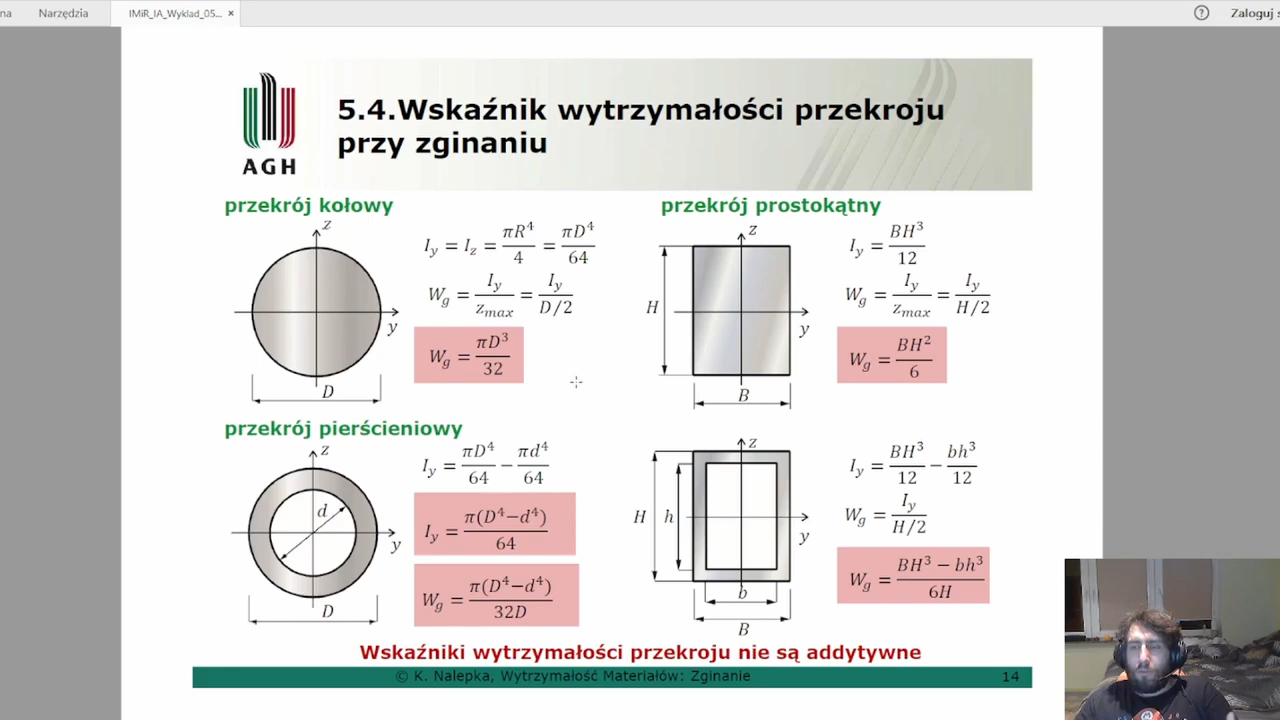 na
Narzędzia
IMiR_IA_Wyklad_05...
×
?
Zaloguj s
AGH
5.4.Wskaźnik wytrzymałości przekroju
przy zginaniu
przekrój kołowy
z
y
D
I_y = I_z = πR⁴/4 = πD⁴/64
W_g = I_y/z_max = I_y/(D/2)
W_g = πD³/32
przekrój prostokątny
z
H
y
B
I_y = BH³/12
W_g = I_y/z_max = I_y/(H/2)
W_g = BH²/6
przekrój pierścieniowy
z
d
y
D
I_y = πD⁴/64 − πd⁴/64
I_y = π(D⁴−d⁴)/64
W_g = π(D⁴−d⁴)/32D
z
H
h
y
b
B
I_y = BH³/12 − bh³/12
W_g = I_y/(H/2)
W_g = (BH³ − bh³)/6H
Wskaźniki wytrzymałości przekroju nie są addytywne
© K. Nalepka, Wytrzymałość Materiałów: Zginanie
14